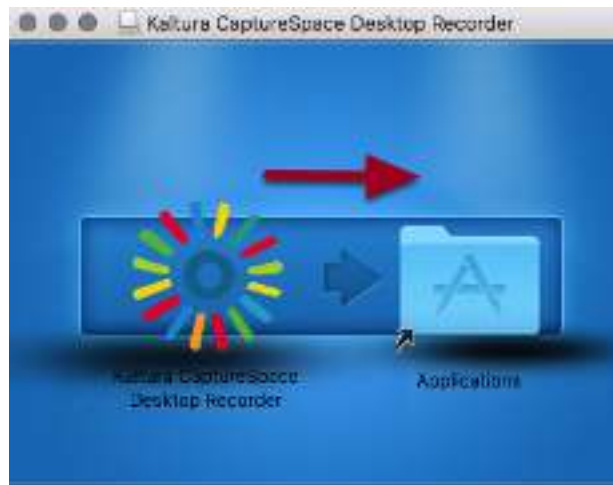 Kaltura CaptureSpace Desktop Recorder
Kaltura CaptureSpace
Desktop Recorder
Applications